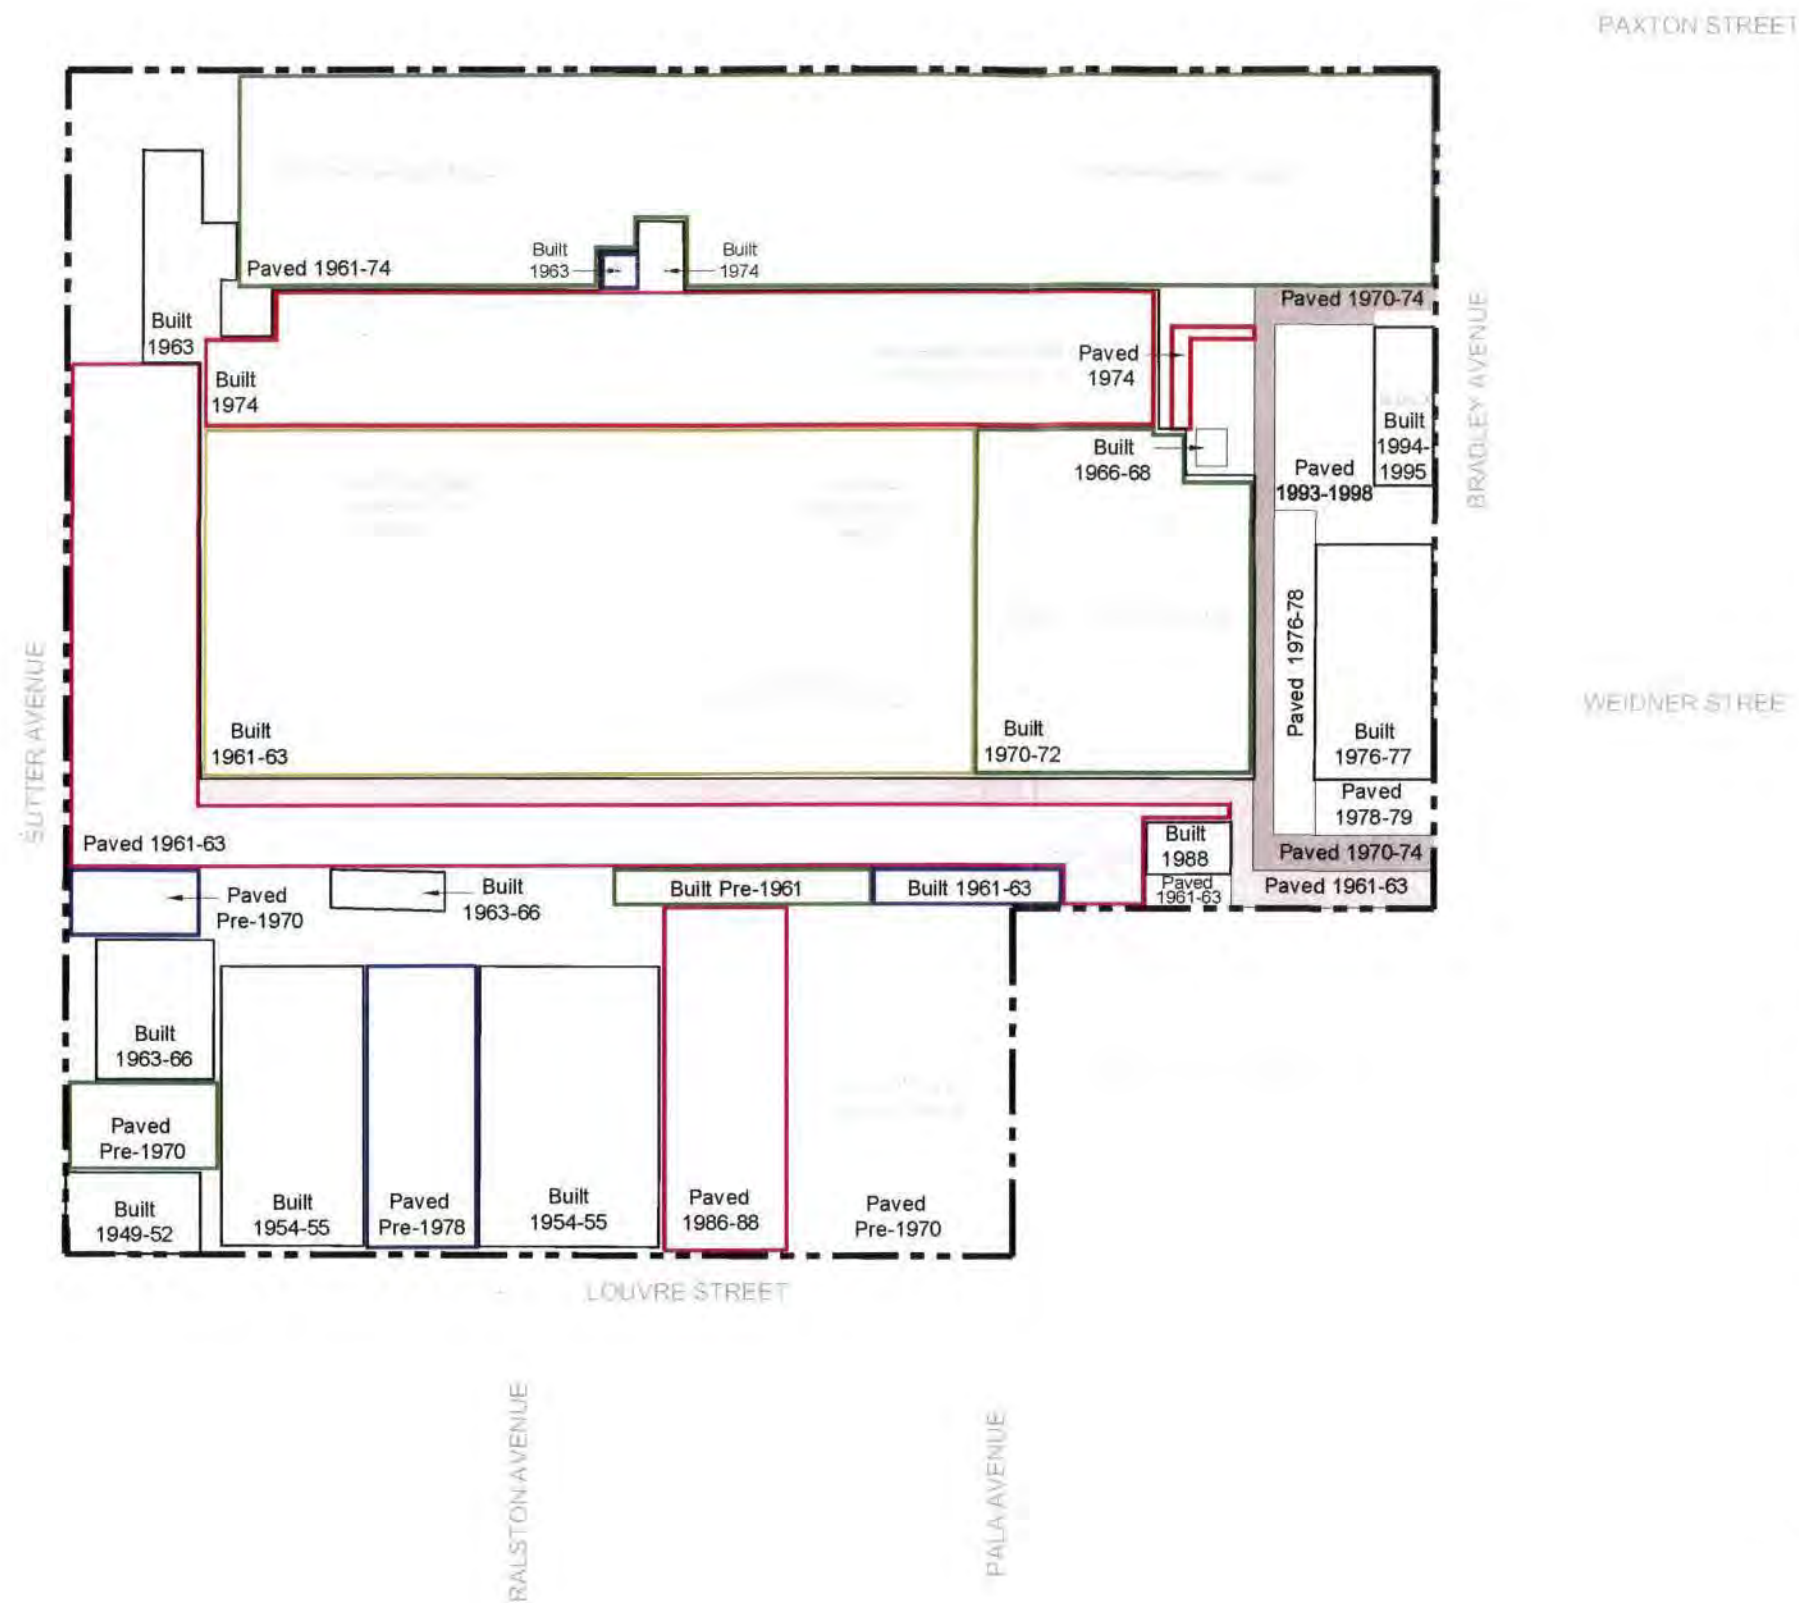 PAXTON STREET
Paved 1961-74
Built
1963
Built
1974
Paved 1970-74
BRADLEY AVENUE
Built
1963
Built
1974
Paved
1974
Built
1994-
1995
Built
1966-68
Paved
1993-1998
SUTTER AVENUE
Paved 1976-78
WEIDNER STREE
Built
1961-63
Built
1970-72
Built
1976-77
Paved
1978-79
Paved 1961-63
Built
1988
Paved 1970-74
Paved
1961-63
Paved 1961-63
Paved
Pre-1970
Built
1963-66
Built Pre-1961
Built 1961-63
Built
1963-66
Paved
Pre-1970
Built
1949-52
Built
1954-55
Paved
Pre-1978
Built
1954-55
Paved
1986-88
Paved
Pre-1970
LOUVRE STREET
RALSTON AVENUE
PALA AVENUE